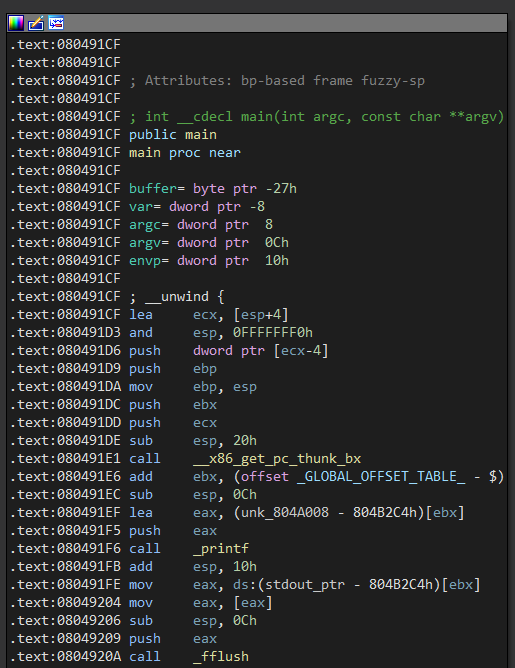 .text:080491CF
.text:080491CF
.text:080491CF ; Attributes: bp-based frame fuzzy-sp
.text:080491CF
.text:080491CF ; int __cdecl main(int argc, const char **argv)
.text:080491CF public main
.text:080491CF main proc near
.text:080491CF
.text:080491CF buffer= byte ptr -27h
.text:080491CF var= dword ptr -8
.text:080491CF argc= dword ptr  8
.text:080491CF argv= dword ptr  0Ch
.text:080491CF envp= dword ptr  10h
.text:080491CF
.text:080491CF ; __unwind {
.text:080491CF lea     ecx, [esp+4]
.text:080491D3 and     esp, 0FFFFFFF0h
.text:080491D6 push    dword ptr [ecx-4]
.text:080491D9 push    ebp
.text:080491DA mov     ebp, esp
.text:080491DC push    ebx
.text:080491DD push    ecx
.text:080491DE sub     esp, 20h
.text:080491E1 call    __x86_get_pc_thunk_bx
.text:080491E6 add     ebx, (offset _GLOBAL_OFFSET_TABLE_ - $)
.text:080491EC sub     esp, 0Ch
.text:080491EF lea     eax, (unk_804A008 - 804B2C4h)[ebx]
.text:080491F5 push    eax
.text:080491F6 call    _printf
.text:080491FB add     esp, 10h
.text:080491FE mov     eax, ds:(stdout_ptr - 804B2C4h)[ebx]
.text:08049204 mov     eax, [eax]
.text:08049206 sub     esp, 0Ch
.text:08049209 push    eax
.text:0804920A call    _fflush